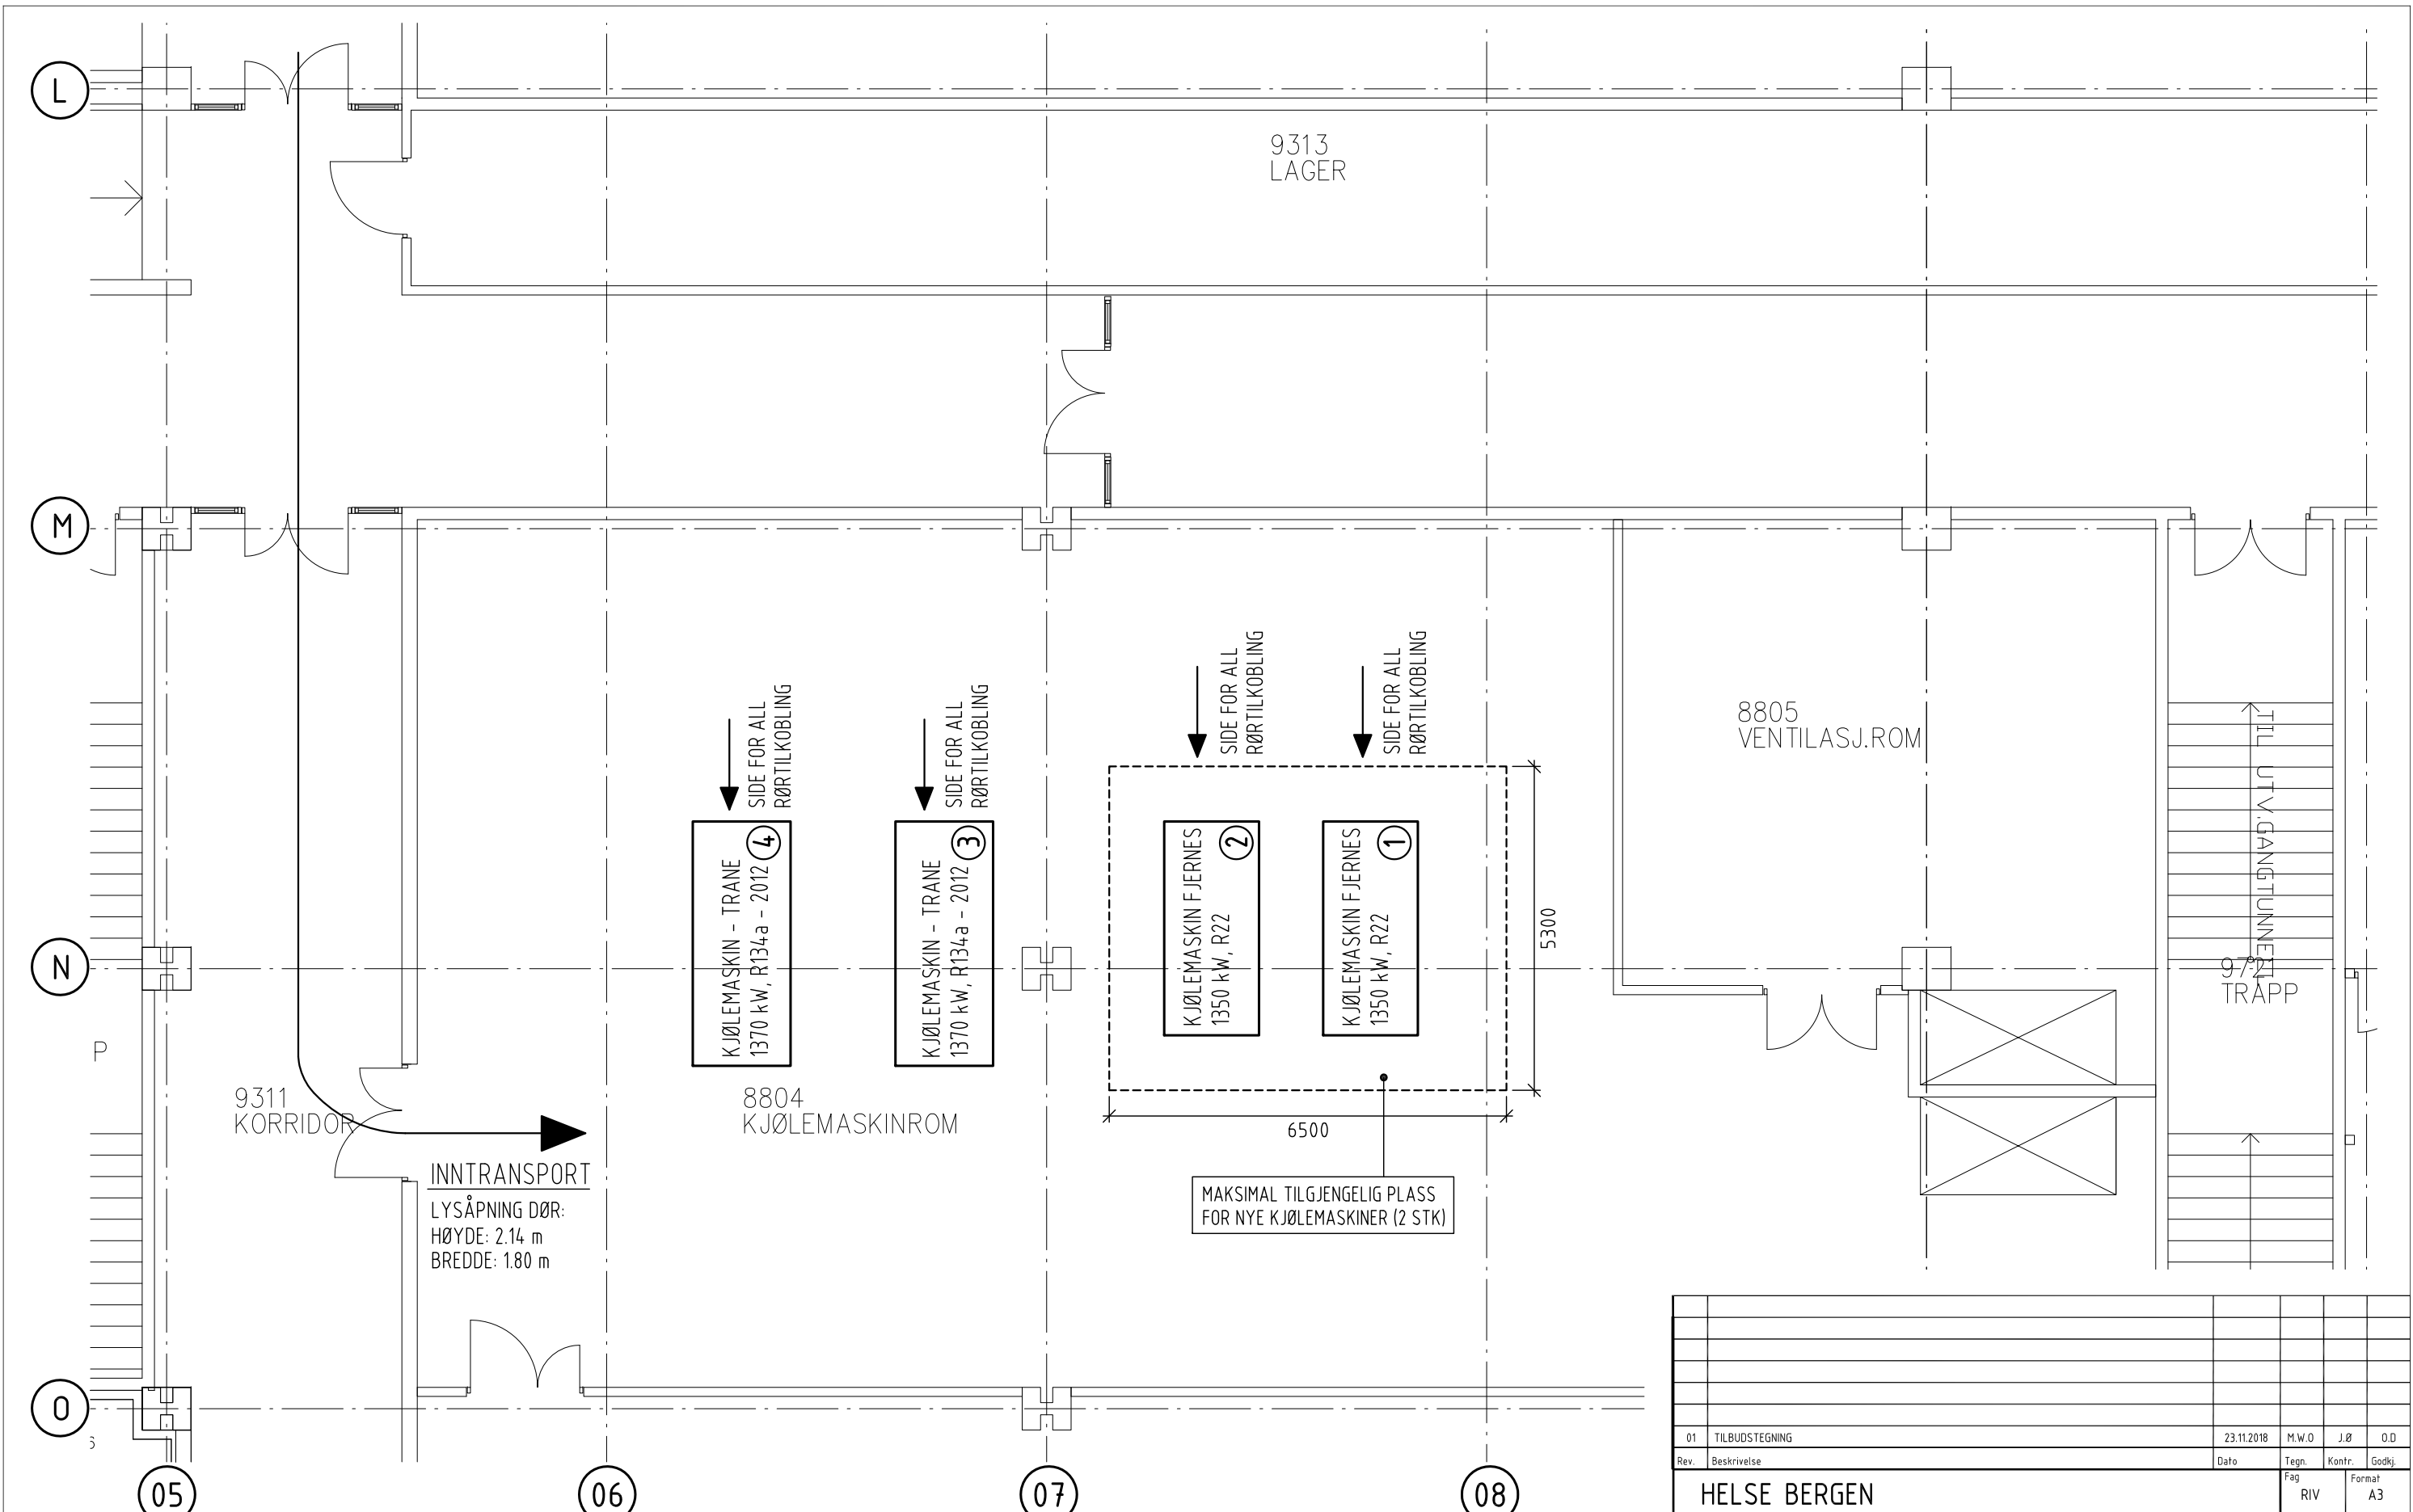 L
9313
LAGER
M
SIDE FOR ALL
RØRTILKOBLING
SIDE FOR ALL
RØRTILKOBLING
SIDE FOR ALL
RØRTILKOBLING
SIDE FOR ALL
RØRTILKOBLING
8805
VENTILASJ.ROM
TIL UTV.GANGTUNNEL
KJØLEMASKIN - TRANE
1370 kW, R134a - 2012
4
KJØLEMASKIN - TRANE
1370 kW, R134a - 2012
3
KJØLEMASKIN FJERNES
1350 kW, R22
2
KJØLEMASKIN FJERNES
1350 kW, R22
1
5300
N
TRAPP
P
9311
KORRIDOR
8804
KJØLEMASKINROM
6500
INNTRANSPORT
LYSÅPNING DØR:
HØYDE: 2.14 m
BREDDE: 1.80 m
MAKSIMAL TILGJENGELIG PLASS
FOR NYE KJØLEMASKINER (2 STK)
O
05
06
07
08
01 TILBUDSTEGNING 23.11.2018 M.W.O J.Ø O.D
Rev. Beskrivelse Dato Tegn. Kontr. Godkj.
HELSE BERGEN
Fag
RIV
Format
A3